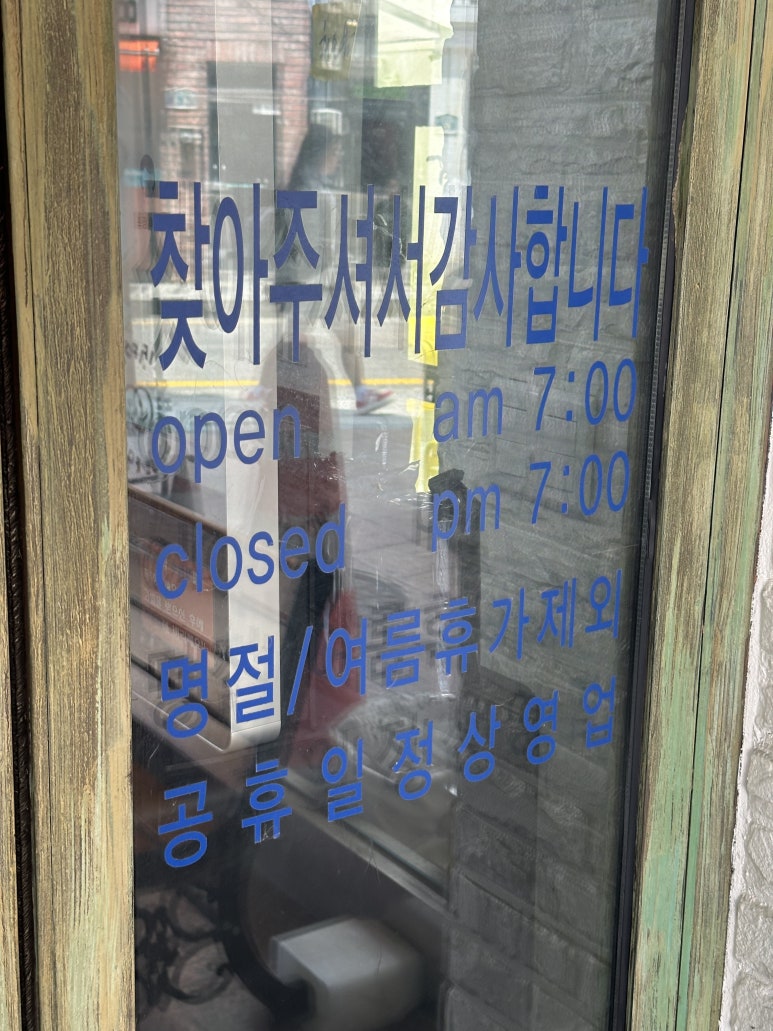 찾아주셔서감사합니다
open am 7:00
closed pm 7:00
명절/여름휴가제외
공휴일정상영업